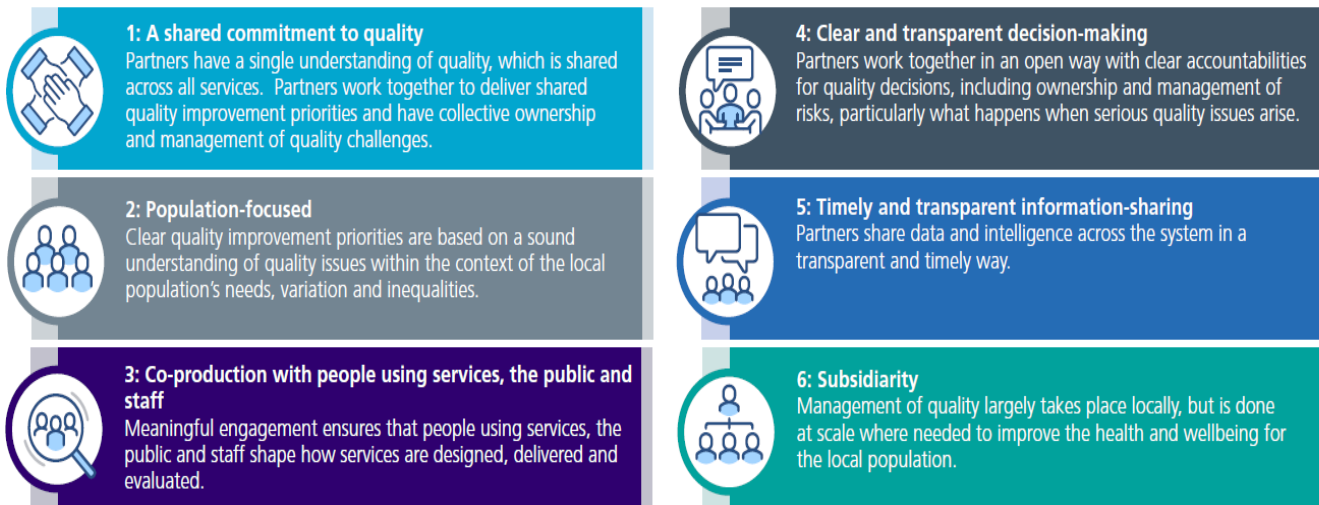 1: A shared commitment to quality
Partners have a single understanding of quality, which is shared
across all services.  Partners work together to deliver shared
quality improvement priorities and have collective ownership
and management of quality challenges.
2: Population-focused
Clear quality improvement priorities are based on a sound
understanding of quality issues within the context of the local
population’s needs, variation and inequalities.
3: Co-production with people using services, the public and
staff
Meaningful engagement ensures that people using services, the
public and staff shape how services are designed, delivered and
evaluated.
4: Clear and transparent decision-making
Partners work together in an open way with clear accountabilities
for quality decisions, including ownership and management of
risks, particularly what happens when serious quality issues arise.
5: Timely and transparent information-sharing
Partners share data and intelligence across the system in a
transparent and timely way.
6: Subsidiarity
Management of quality largely takes place locally, but is done
at scale where needed to improve the health and wellbeing for
the local population.